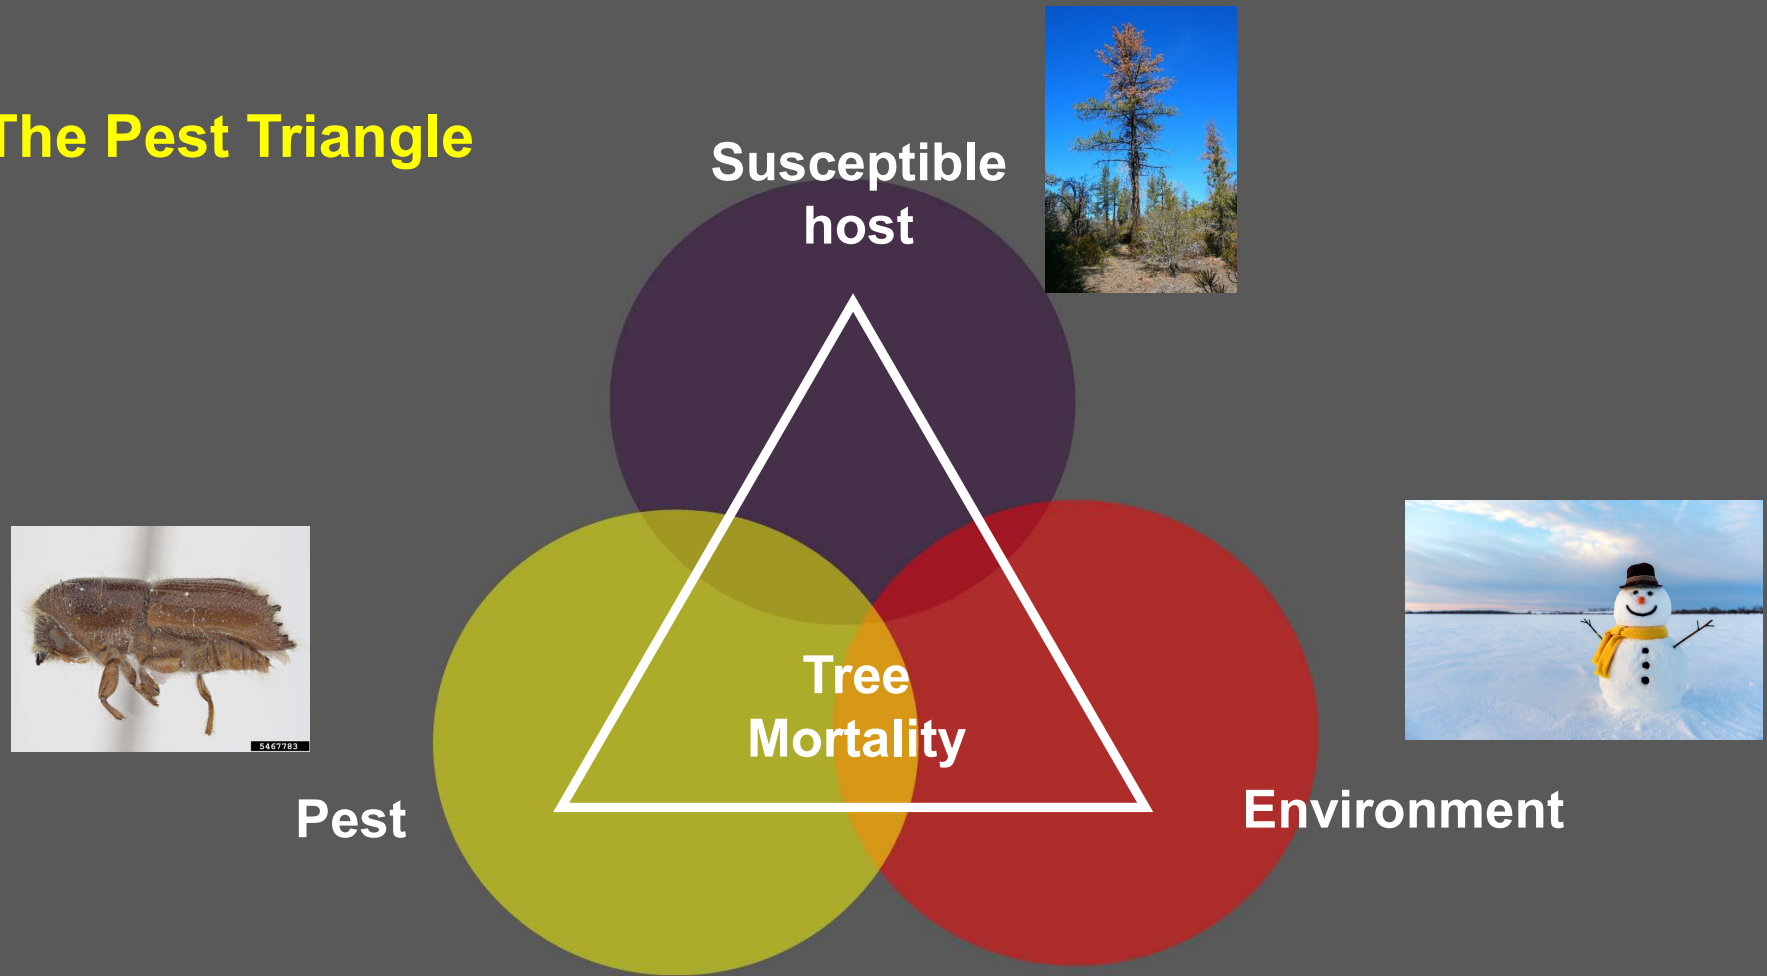 The Pest Triangle
Susceptible
host
Tree
Mortality
5467783
Pest
Environment